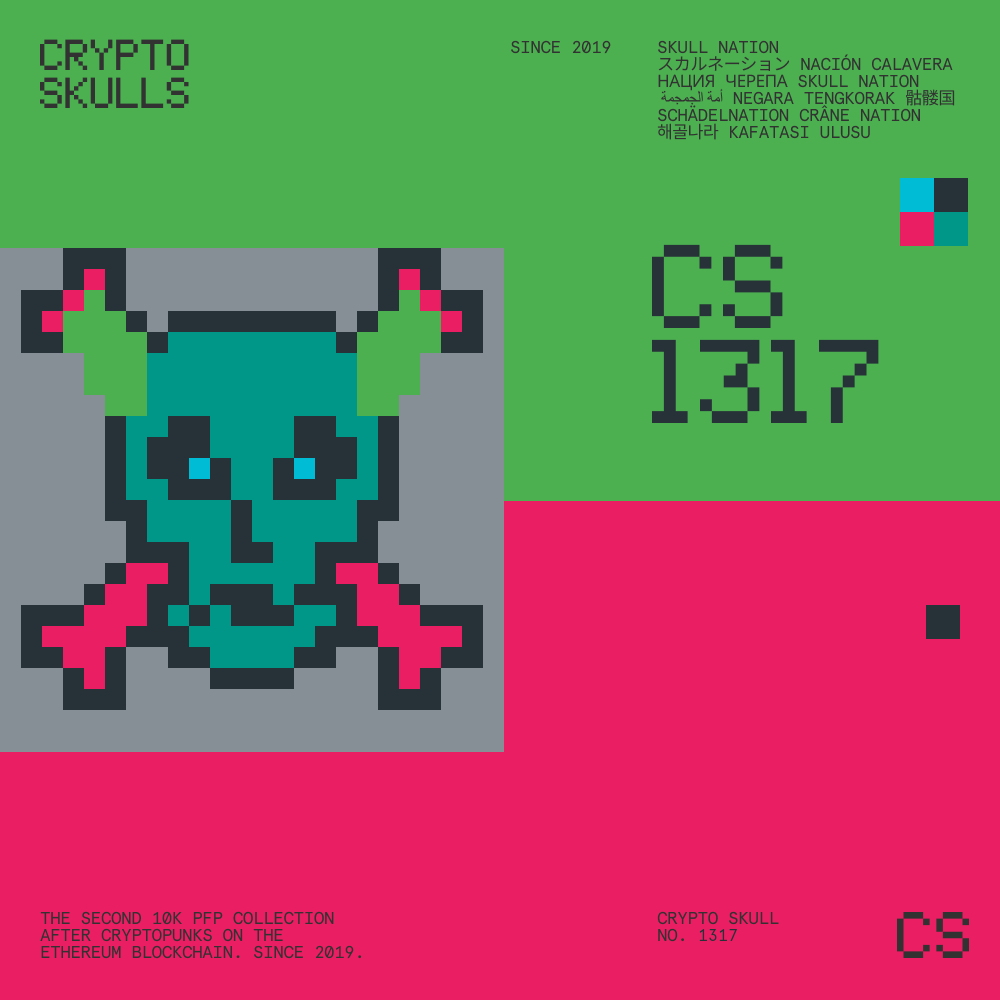 CRYPTO
SKULLS
SINCE 2019
SKULL NATION
スカルネーション NACIÓN CALAVERA
НАЦИЯ ЧЕРЕПА SKULL NATION
أمة الجمجمة NEGARA TENGKORAK 骷髅国
SCHÄDELNATION CRÂNE NATION
해골나라 KAFATASI ULUSU
CS
1317
THE SECOND 10K PFP COLLECTION
AFTER CRYPTOPUNKS ON THE
ETHEREUM BLOCKCHAIN. SINCE 2019.
CRYPTO SKULL
NO. 1317
CS